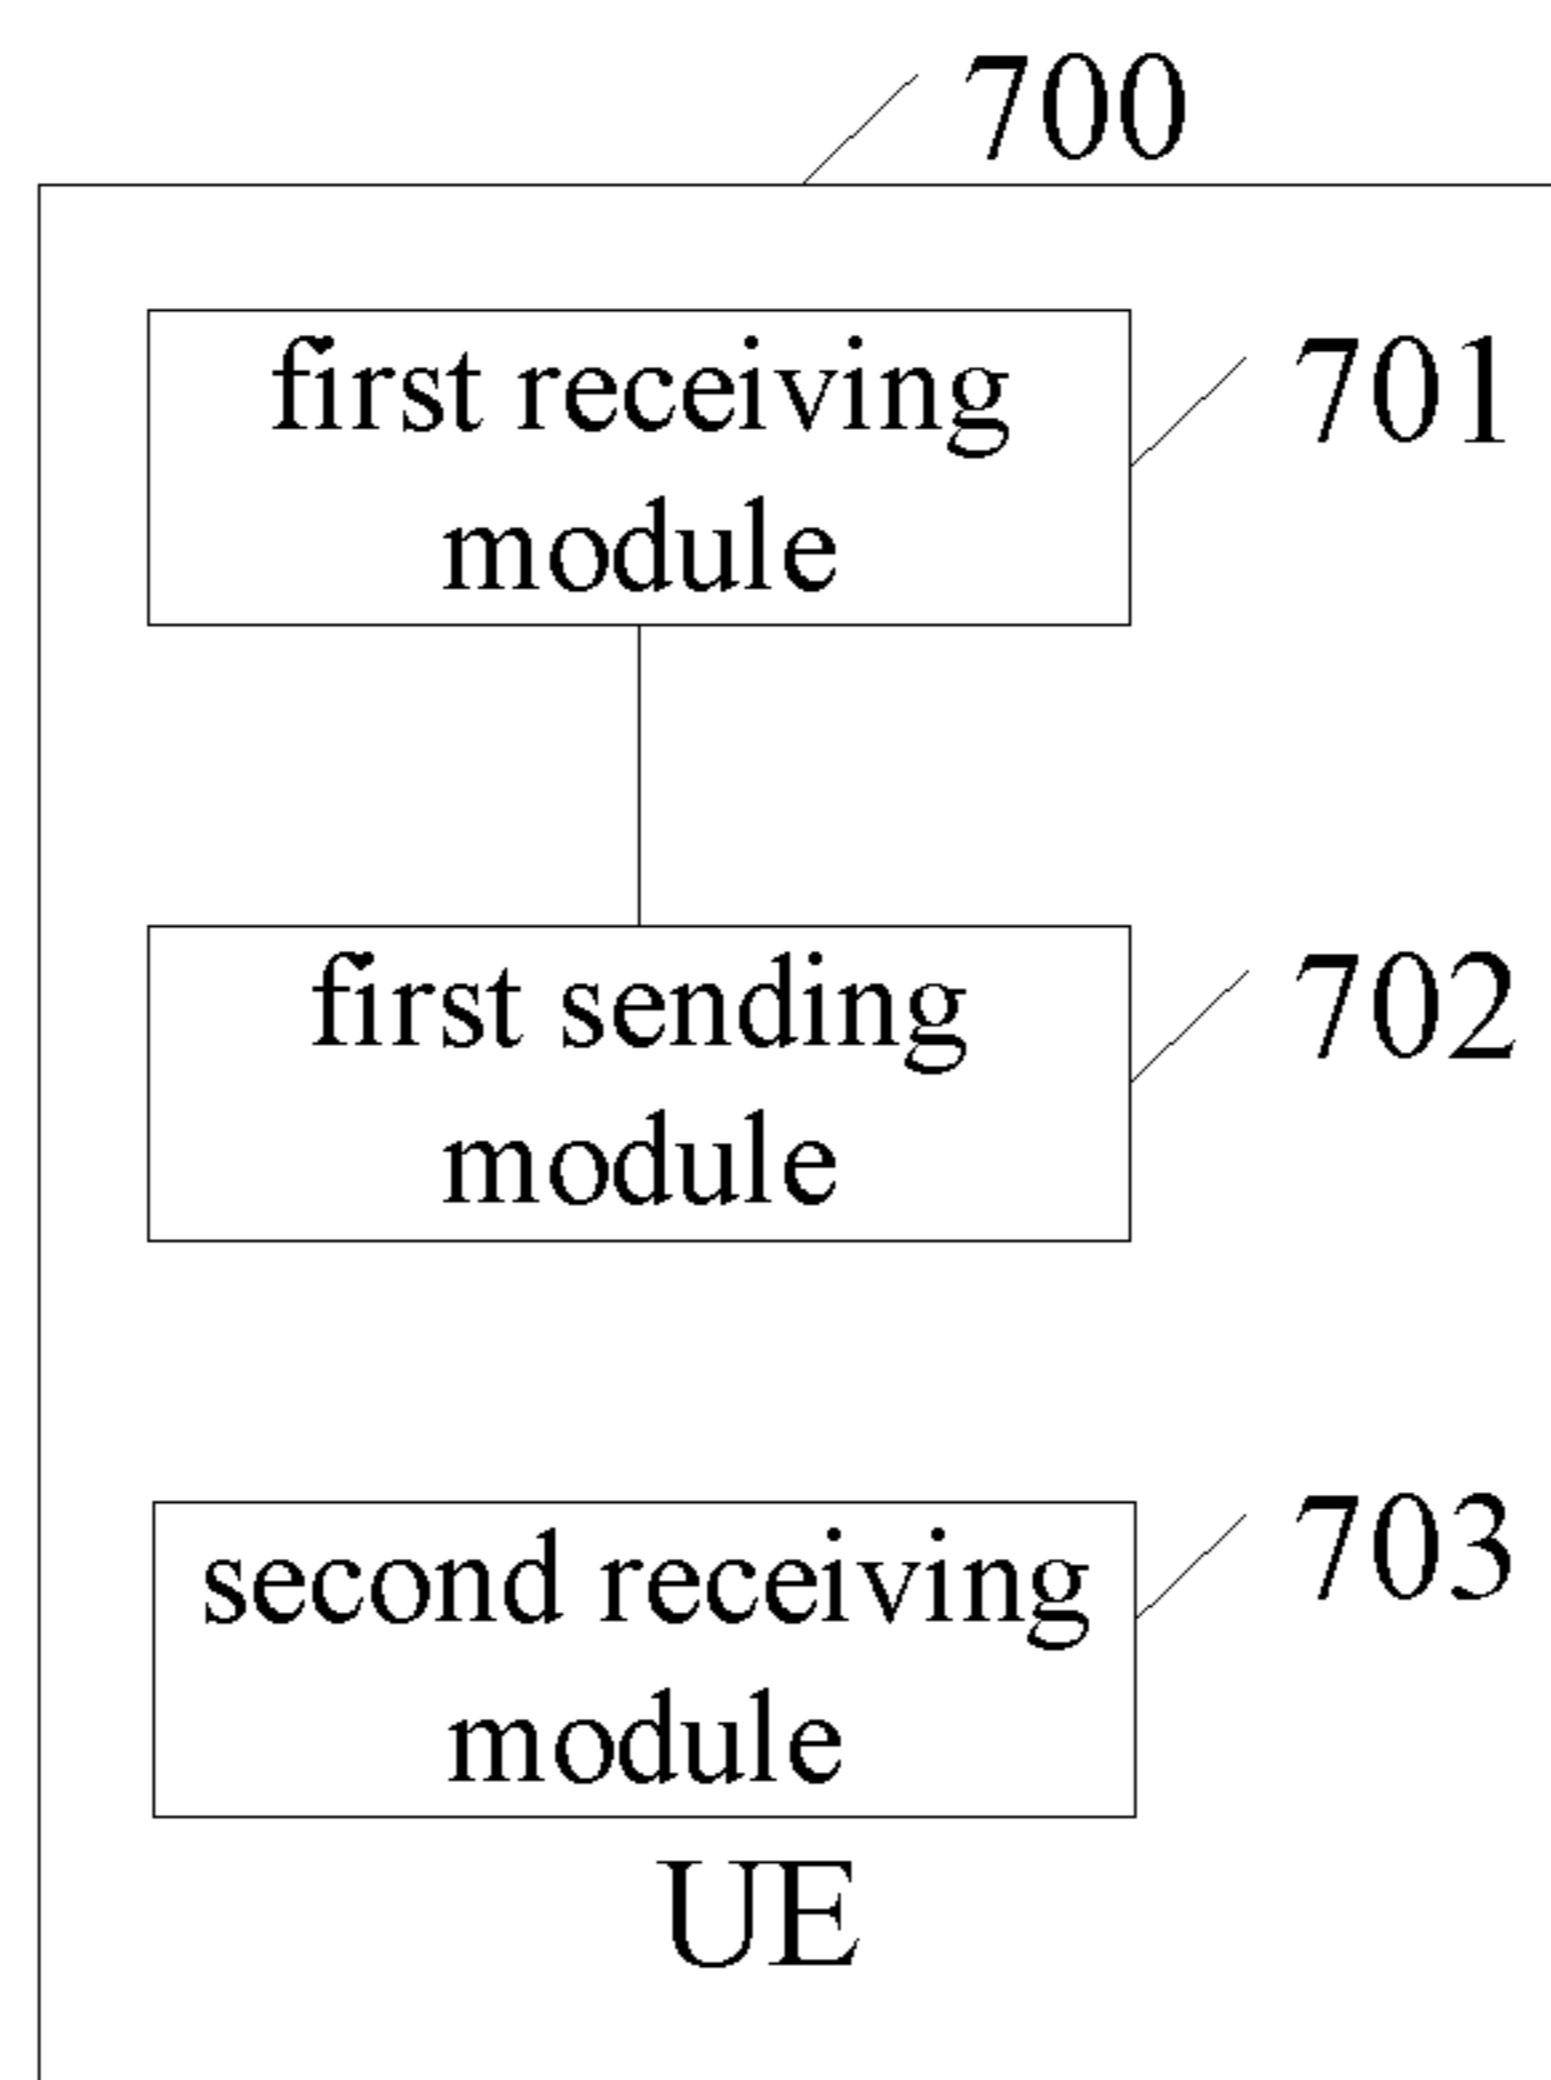 700
first receiving
module
701
first sending
module
702
second receiving
module
703
UE